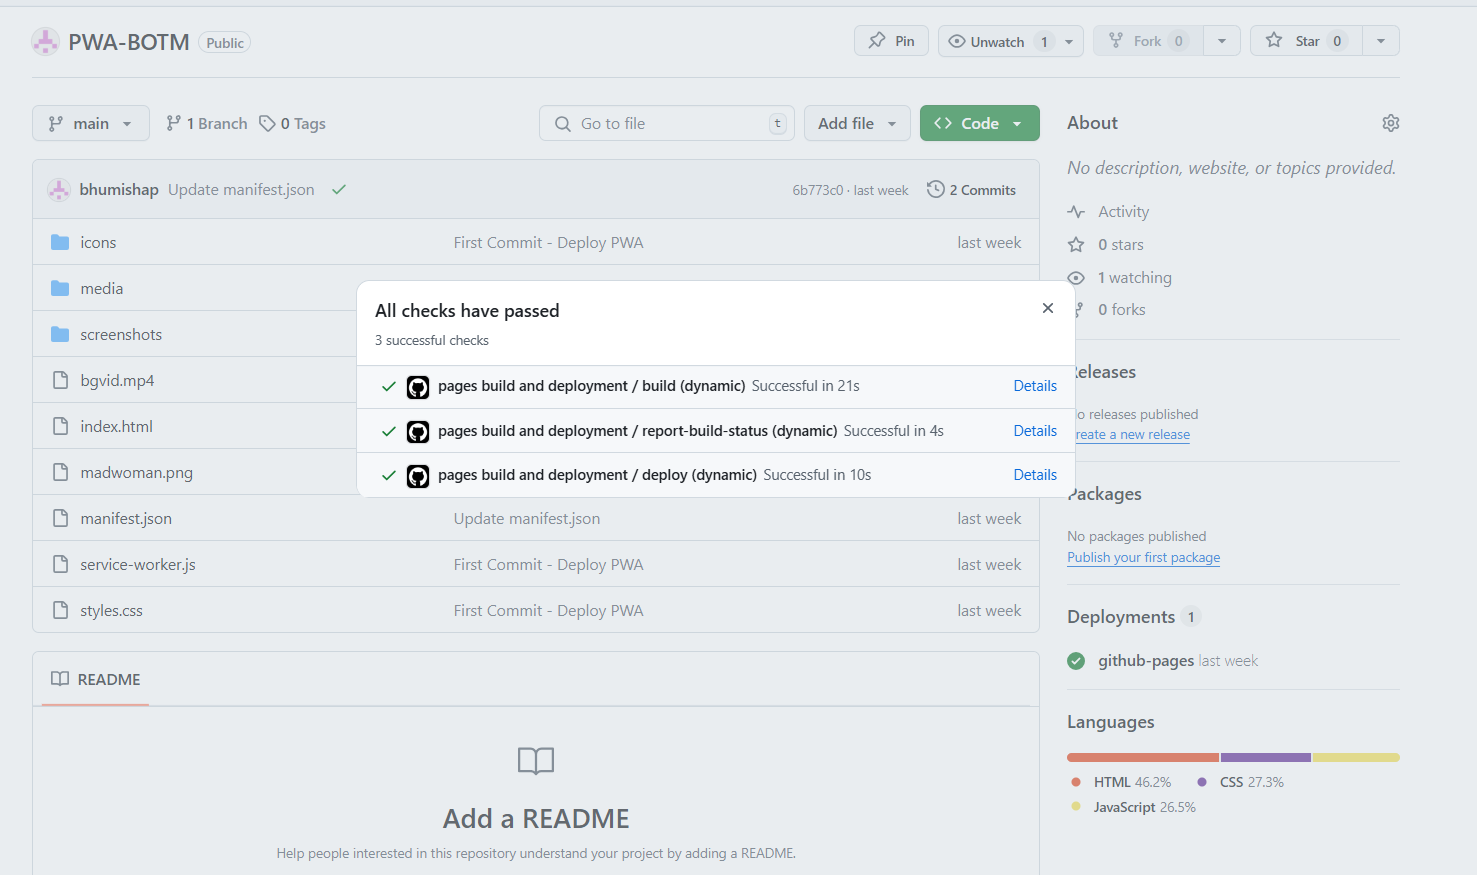 PWA-BOTM Public
Pin
Unwatch 1
Fork 0
Star 0
main
1 Branch
0 Tags
Go to file t
Add file
Code
bhumishap Update manifest.json
6b773c0 · last week
2 Commits
icons First Commit - Deploy PWA last week
media
screenshots
bgvid.mp4
index.html
madwoman.png
manifest.json Update manifest.json last week
service-worker.js First Commit - Deploy PWA last week
styles.css First Commit - Deploy PWA last week
All checks have passed
3 successful checks
pages build and deployment / build (dynamic) Successful in 21s Details
pages build and deployment / report-build-status (dynamic) Successful in 4s Details
pages build and deployment / deploy (dynamic) Successful in 10s Details
README
Add a README
Help people interested in this repository understand your project by adding a README.
About
No description, website, or topics provided.
Activity
0 stars
1 watching
0 forks
eleases
o releases published
reate a new release
Packages
No packages published
Publish your first package
Deployments 1
github-pages last week
Languages
HTML 46.2% CSS 27.3%
JavaScript 26.5%